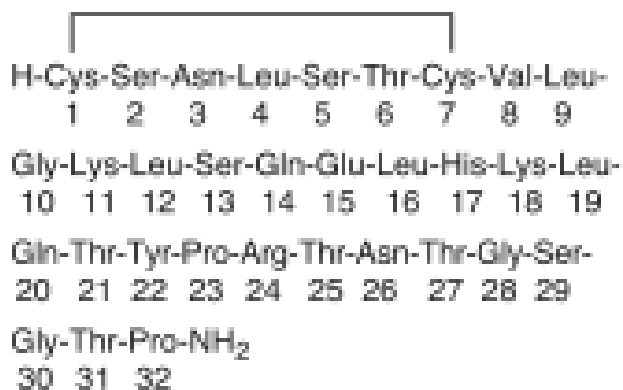 H-Cys-Ser-Asn-Leu-Ser-Thr-Cys-Val-Leu-
1 2 3 4 5 6 7 8 9
Gly-Lys-Leu-Ser-Gln-Glu-Leu-His-Lys-Leu-
10 11 12 13 14 15 16 17 18 19
Gln-Thr-Tyr-Pro-Arg-Thr-Asn-Thr-Gly-Ser-
20 21 22 23 24 25 26 27 28 29
Gly-Thr-Pro-NH₂
30 31 32